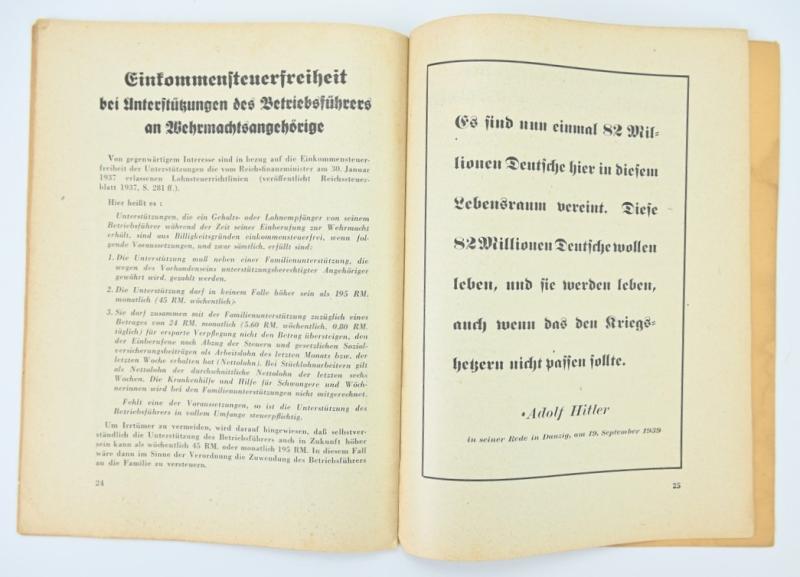 Einkommensteuerfreiheit
bei Unterstützungen des Betriebsführers
an Wehrmachtsangehörige
Von gegenwärtigem Interesse sind in bezug auf die Einkommensteuer-
freiheit der Unterstützungen die vom Reichsfinanzminister am 30. Januar
1937 erlassenen Lohnsteuerrichtlinien (veröffentlicht Reichssteuer-
blatt 1937, S. 281 ff.).
Hier heißt es :
Unterstützungen, die ein Gehalts- oder Lohnempfänger von seinem
Betriebsführer während der Zeit seiner Einberufung zur Wehrmacht
erhält, sind aus Billigkeitsgründen einkommensteuerfrei, wenn fol-
gende Voraussetzungen, und zwar sämtlich, erfüllt sind:
1. Die Unterstützung muß neben einer Familienunterstützung, die
wegen des Vorhandenseins unterstützungsberechtigter Angehöriger
gewährt wird, gezahlt werden.
2. Die Unterstützung darf in keinem Falle höher sein als 195 RM.
monatlich (45 RM. wöchentlich)
3. Sie darf zusammen mit der Familienunterstützung zuzüglich eines
Betrages von 24 RM. monatlich (5.60 RM. wöchentlich, 0,80 RM.
täglich) für ersparte Verpflegung nicht den Betrag übersteigen, den
der Einberufene nach Abzug der Steuern und gesetzlichen Sozial-
versicherungsbeiträge als Arbeitslohn des letzten Monats bzw. der
letzten Woche erhalten hat (Nettolohn). Bei Stücklohnarbeitern gilt
als Nettolohn der durchschnittliche Nettolohn der letzten sechs
Wochen. Die Krankenhilfe und Hilfe für Schwangere und Wöch-
nerinnen wird bei den Familienunterstützungen nicht mitgerechnet.
Fehlt eine der Voraussetzungen, so ist die Unterstützung des
Betriebsführers in vollem Umfange steuerpflichtig.
Um Irrtümer zu vermeiden, wird darauf hingewiesen, daß selbstver-
ständlich die Unterstützung des Betriebsführers auch in Zukunft höher
sein kann als wöchentlich 45 RM. oder monatlich 195 RM. In diesem Fall
wäre dann im Sinne der Verordnung die Zuwendung des Betriebsführers
an die Familie zu versteuern.
24
Es sind nun einmal 82 Mil-
lionen Deutsche hier in diesem
Lebensraum vereint. Diese
82 Millionen Deutsche wollen
leben, und sie werden leben,
auch wenn das den Kriegs-
hetzern nicht passen sollte.
Adolf Hitler
in seiner Rede in Danzig, am 19. September 1939
25